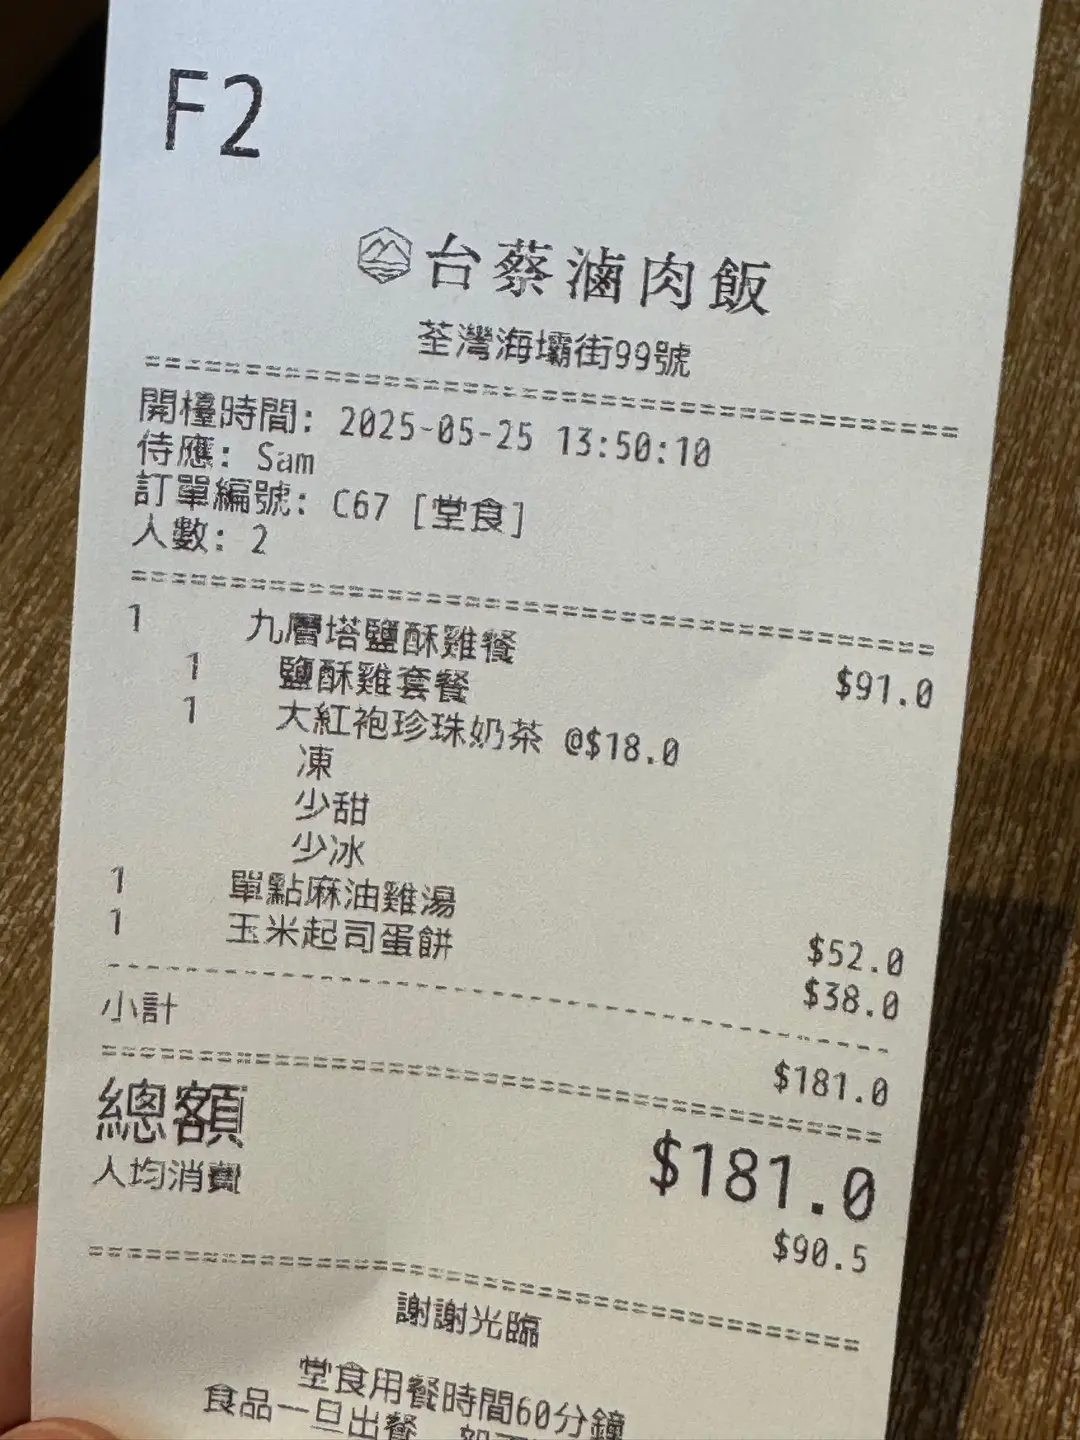 F2
台蔡滷肉飯
荃灣海壩街99號
開檯時間: 2025-05-25 13:50:10
侍應: Sam
訂單編號: C67 [堂食]
人數: 2
1 九層塔鹽酥雞餐 $91.0
1 鹽酥雞套餐
1 大紅袍珍珠奶茶 @$18.0
凍
少甜
少冰
1 單點麻油雞湯 $52.0
1 玉米起司蛋餅 $38.0
小計 $181.0
總額 $181.0
人均消費 $90.5
謝謝光臨
堂食用餐時間60分鐘
食品一旦出餐